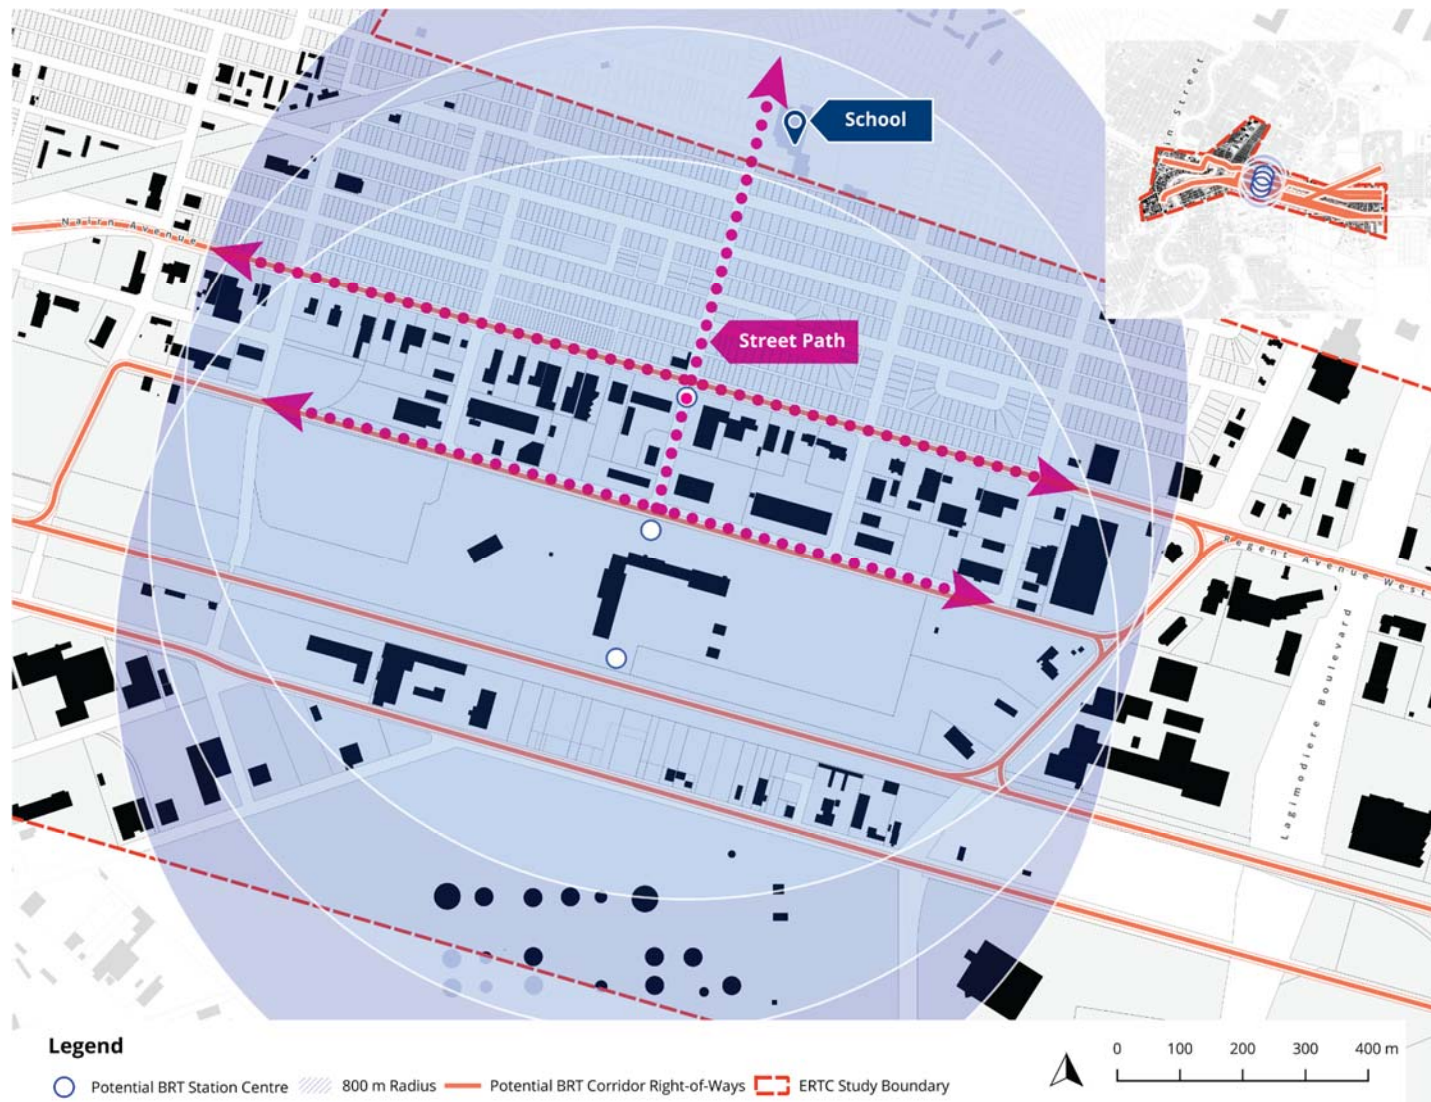 School
n Street
Nairn Avenue
Street Path
Regent Avenue West
Lagimodiere Boulevard
Legend
Potential BRT Station Centre
800 m Radius
Potential BRT Corridor Right-of-Ways
ERTC Study Boundary
0 100 200 300 400 m